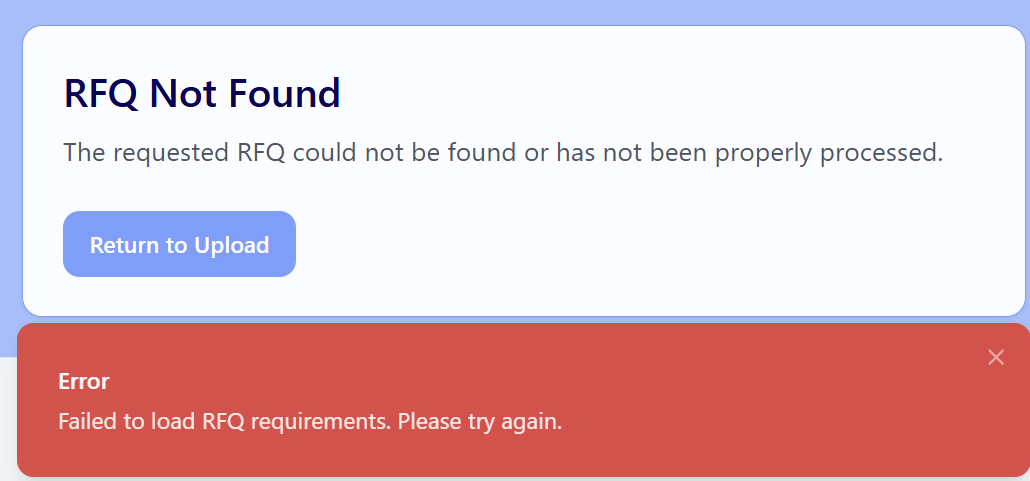 RFQ Not Found
The requested RFQ could not be found or has not been properly processed.
Return to Upload
Error
Failed to load RFQ requirements. Please try again.